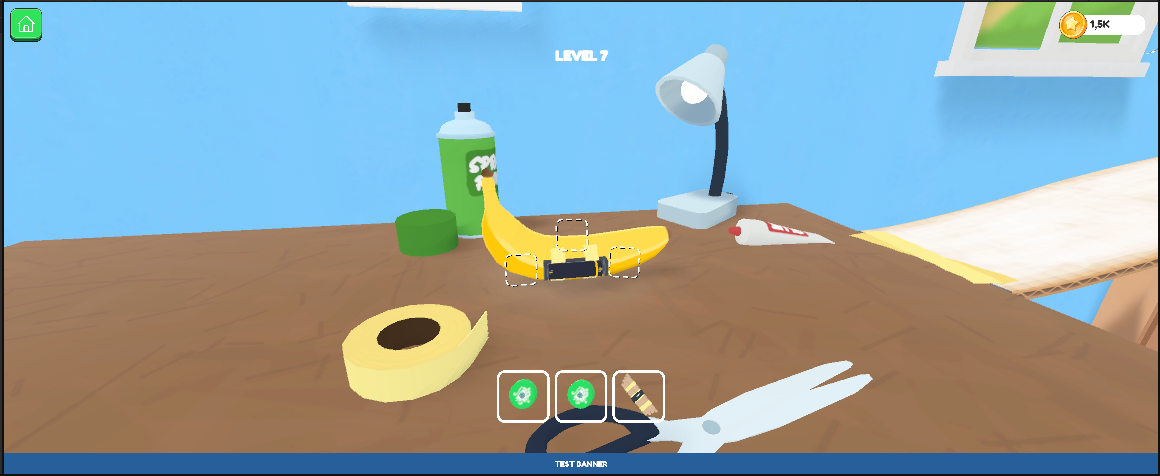 1,5K
LEVEL 7
TEST BANNER